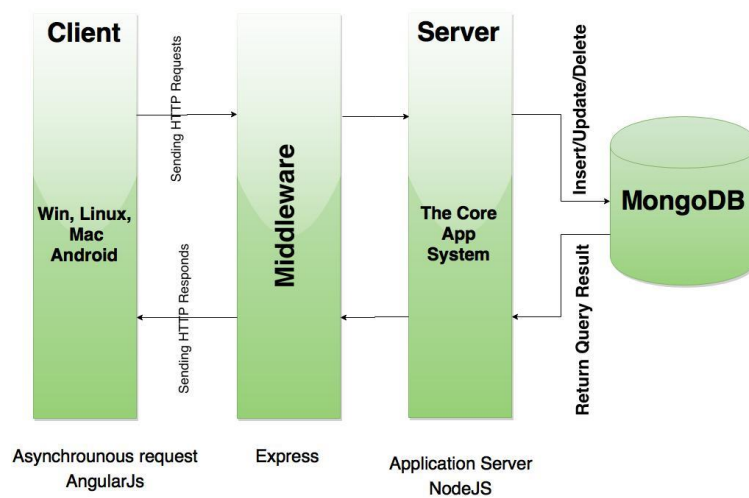 Client
Win, Linux,
Mac
Android
Sending HTTP Requests
Sending HTTP Responds
Middleware
Server
The Core
App
System
Insert/Update/Delete
Return Query Result
MongoDB
Asynchrounous request
AngularJs
Express
Application Server
NodeJS